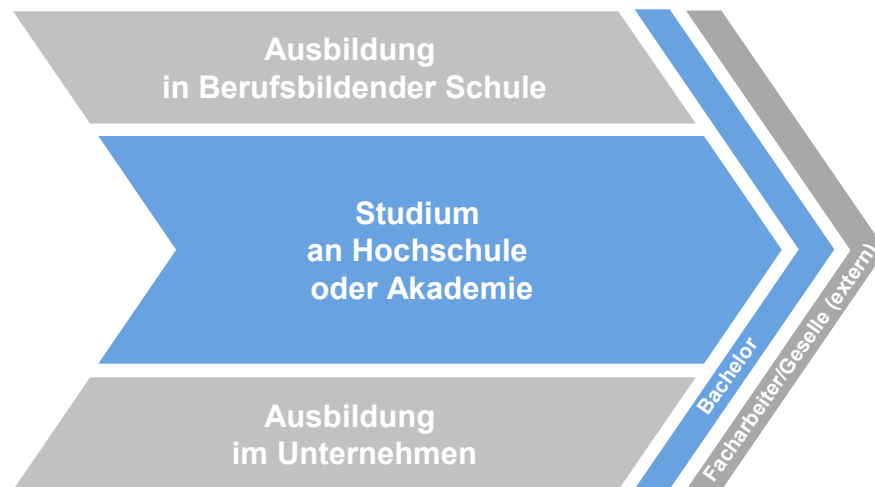 Ausbildung
in Berufsbildender Schule
Studium
an Hochschule
oder Akademie
Ausbildung
im Unternehmen
Bachelor
Facharbeiter/Geselle (extern)